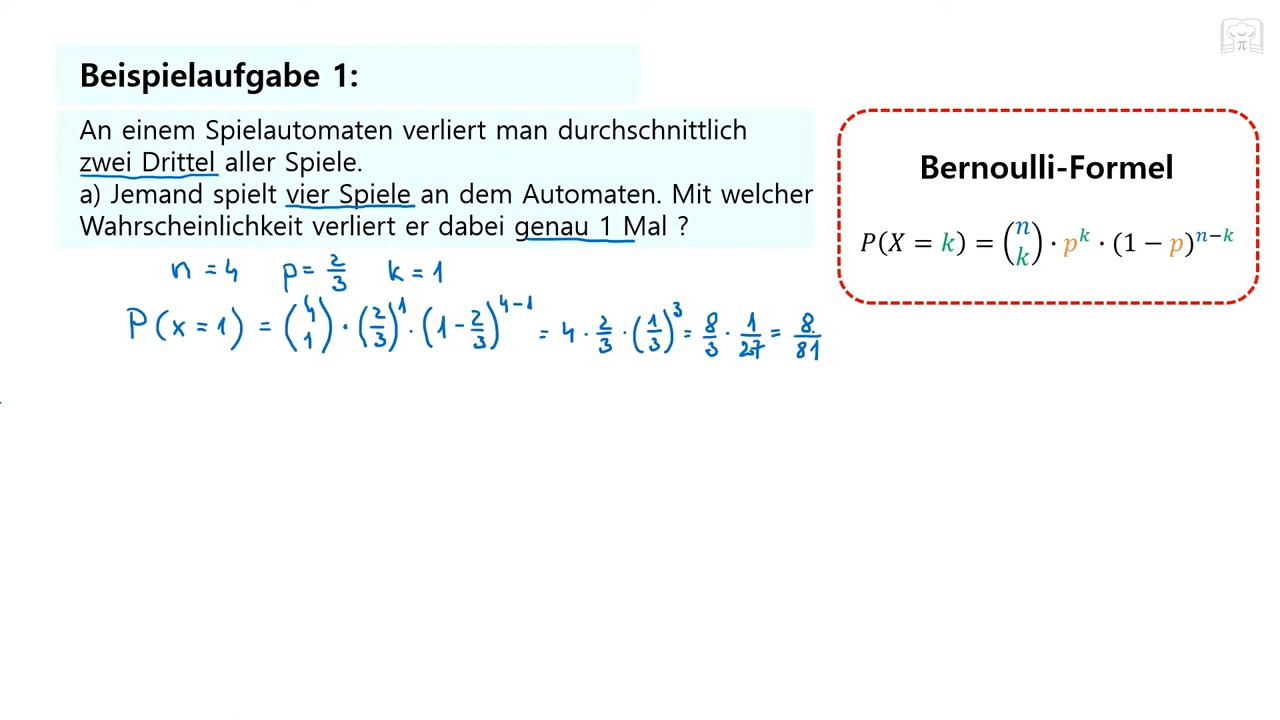 Beispielaufgabe 1:
An einem Spielautomaten verliert man durchschnittlich
zwei Drittel aller Spiele.
a) Jemand spielt vier Spiele an dem Automaten. Mit welcher
Wahrscheinlichkeit verliert er dabei genau 1 Mal ?
n = 4   p = 2/3   k = 1
P(x = 1) = (4 1) · (2/3)^1 · (1 - 2/3)^(4-1) = 4 · 2/3 · (1/3)^3 = 8/3 · 1/27 = 8/81
Bernoulli-Formel
P(X = k) = (n k) · p^k · (1 − p)^(n−k)
π